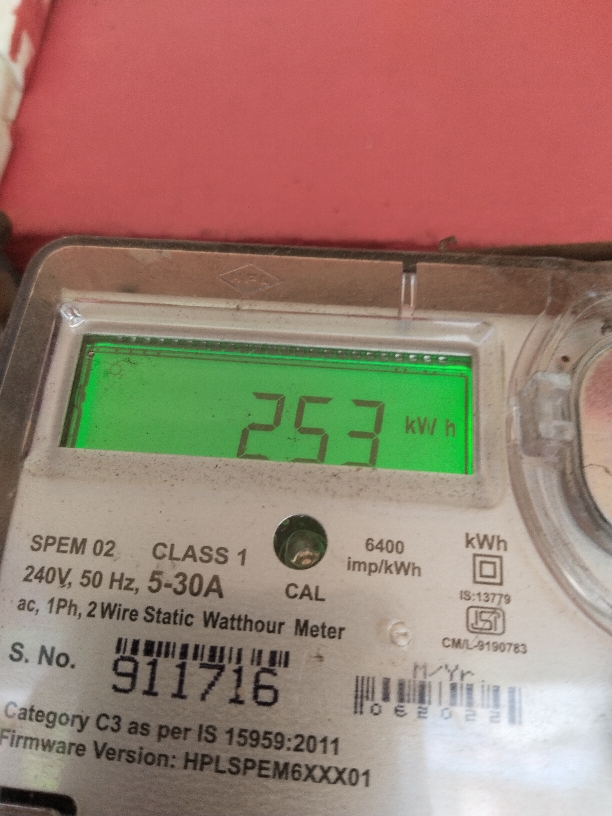 253 kWh
SPEM 02 CLASS 1
240V, 50 Hz, 5-30A
ac, 1Ph, 2 Wire Static Watthour Meter
CAL
6400
imp/kWh
kWh
IS:13779
ISI
CM/L-9190783
S. No. 911716
M/Yr
062022
Category C3 as per IS 15959:2011
Firmware Version: HPLSPEM6XXX01